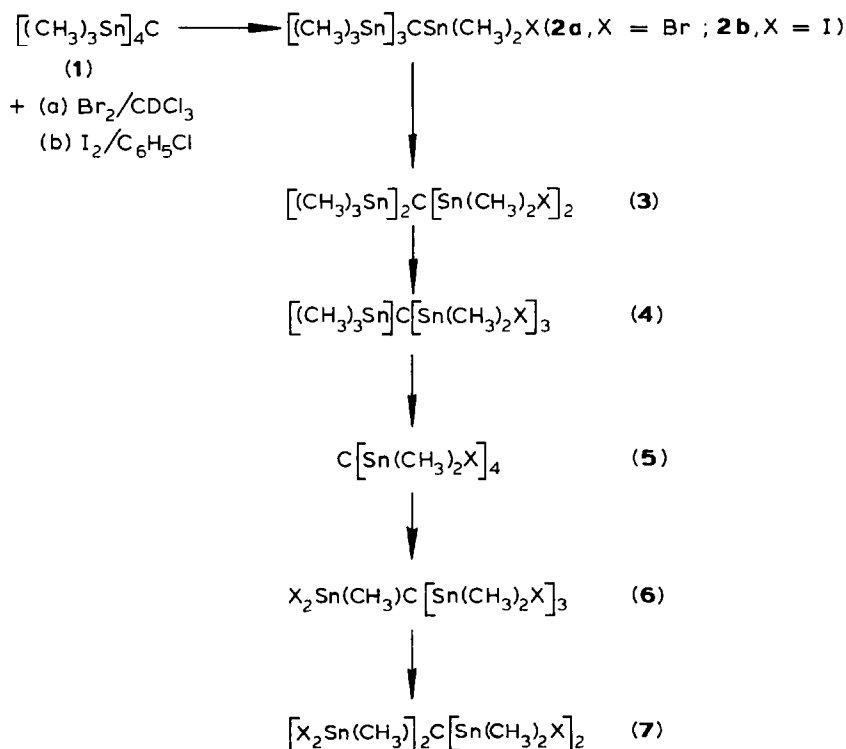 [(CH₃)₃Sn]₄C ⟶ [(CH₃)₃Sn]₃CSn(CH₃)₂X(2a, X = Br ; 2b, X = I)
(1)
+ (a) Br₂/CDCl₃
(b) I₂/C₆H₅Cl
[(CH₃)₃Sn]₂C[Sn(CH₃)₂X]₂ (3)
[(CH₃)₃Sn]C[Sn(CH₃)₂X]₃ (4)
C[Sn(CH₃)₂X]₄ (5)
X₂Sn(CH₃)C[Sn(CH₃)₂X]₃ (6)
[X₂Sn(CH₃)]₂C[Sn(CH₃)₂X]₂ (7)